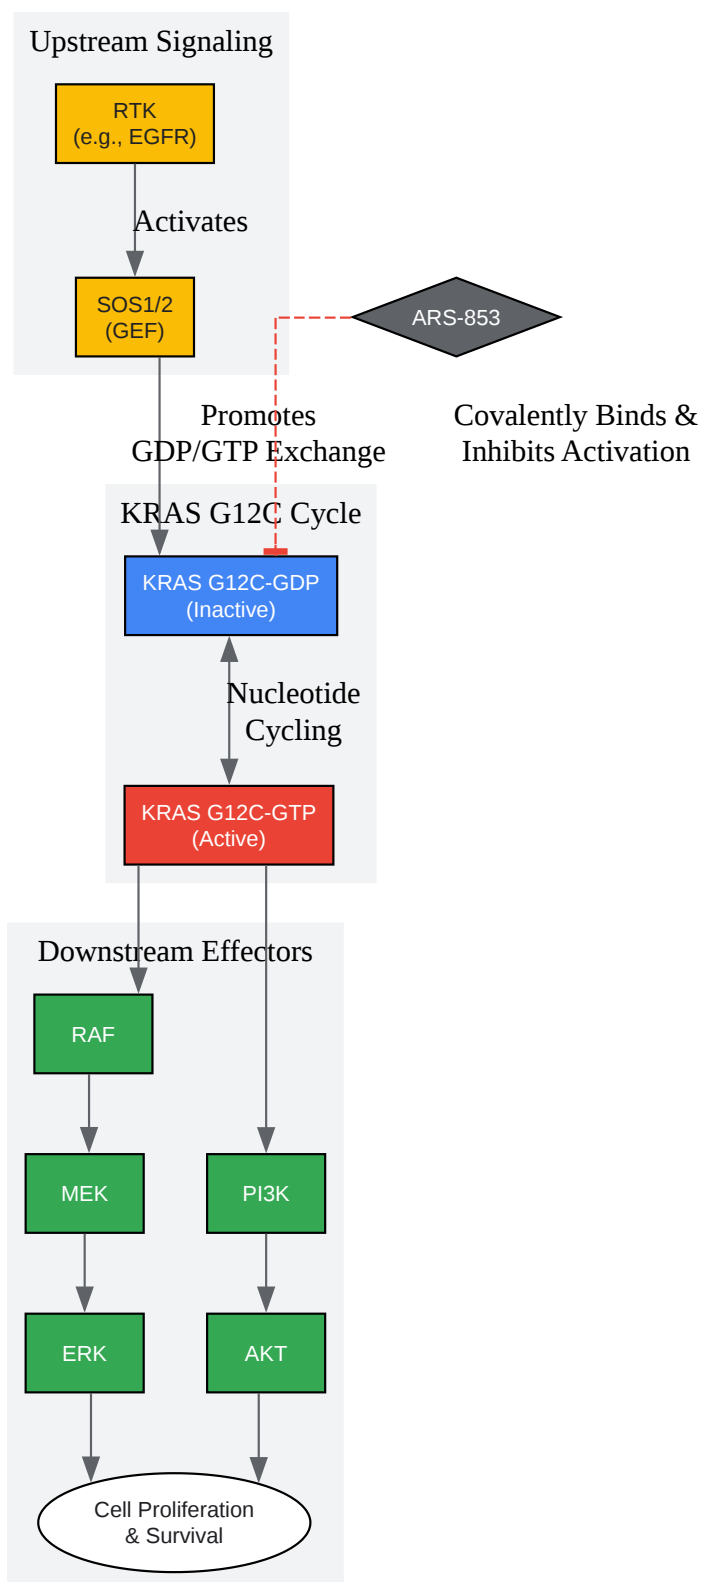 Upstream Signaling
RTK
(e.g., EGFR)
Activates
SOS1/2
(GEF)
ARS-853
Promotes
GDP/GTP Exchange
Covalently Binds &
Inhibits Activation
KRAS G12C Cycle
KRAS G12C-GDP
(Inactive)
Nucleotide
Cycling
KRAS G12C-GTP
(Active)
Downstream Effectors
RAF
MEK
PI3K
ERK
AKT
Cell Proliferation
& Survival